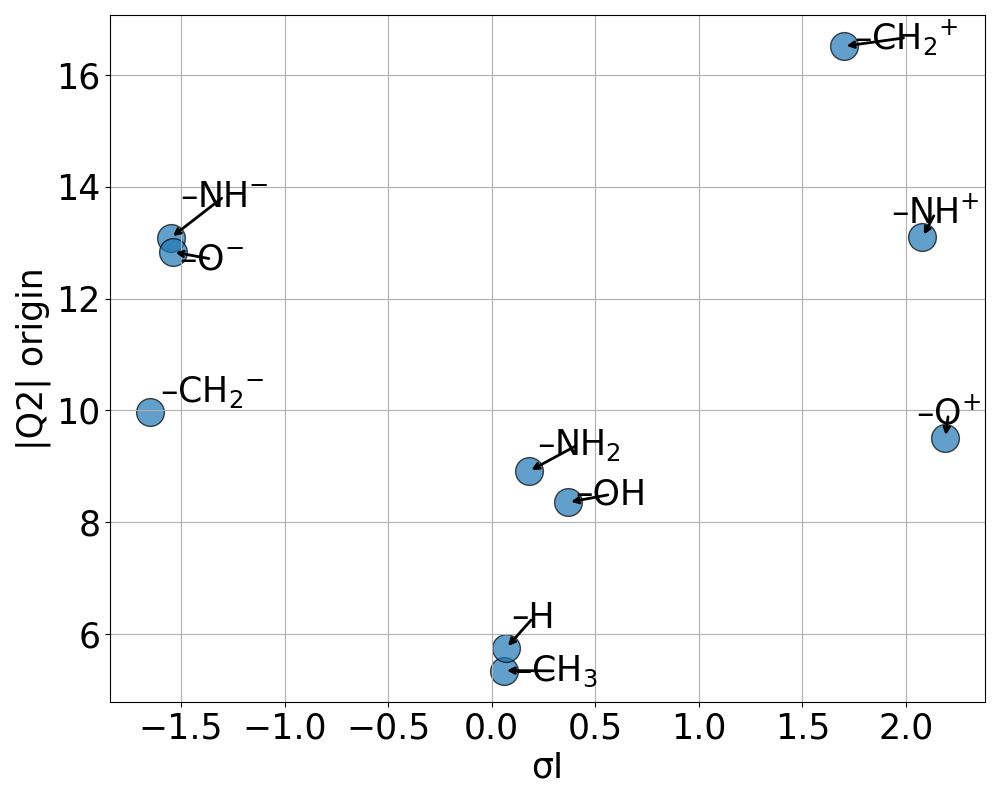 –CH₂⁺
16
14
–NH⁻
–NH⁺
–O⁻
12
|Q2| origin
–CH₂⁻
10
–O⁺
–NH₂
–OH
8
–H
6
–CH₃
−1.5 −1.0 −0.5 0.0 0.5 1.0 1.5 2.0
σI